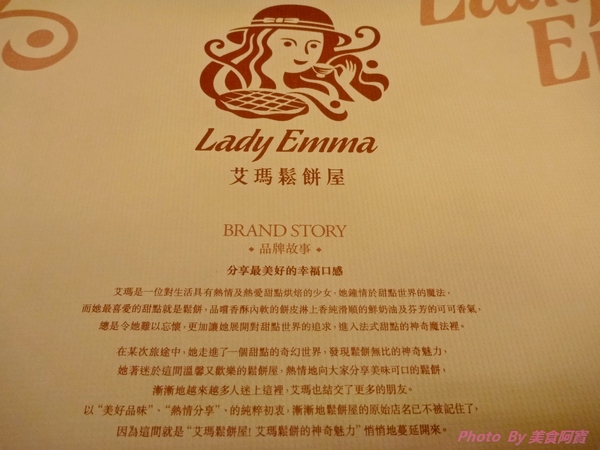 Lady
Em
Lady Emma
艾瑪鬆餅屋
BRAND STORY
品牌故事
分享最美好的幸福口感
艾瑪是一位對生活具有熱情及熱愛甜點烘焙的少女、她鍾情於甜點世界的魔法，
而她最喜愛的甜點就是鬆餅，品嚐香酥內軟的餅皮淋上香純滑順的鮮奶油及芬芳的可可香氣，
總是令她難以忘懷，更加讓她展開對甜點世界的追求，進入法式甜點的神奇魔法裡。
在某次旅途中、她走進了一個甜點的奇幻世界，發現鬆餅無比的神奇魅力，
她著迷於這間溫馨又歡樂的鬆餅屋，熱情地向大家分享美味可口的鬆餅，
漸漸地越來越多人迷上這裡，艾瑪也結交了更多的朋友。
以“美好品味”、“熱情分享”、的純粹初衷，漸漸地鬆餅屋的原始店名已不被記住了，
因為這間就是“艾瑪鬆餅屋! 艾瑪鬆餅的神奇魅力”悄悄地蔓延開來。
Photo By 美食阿寶